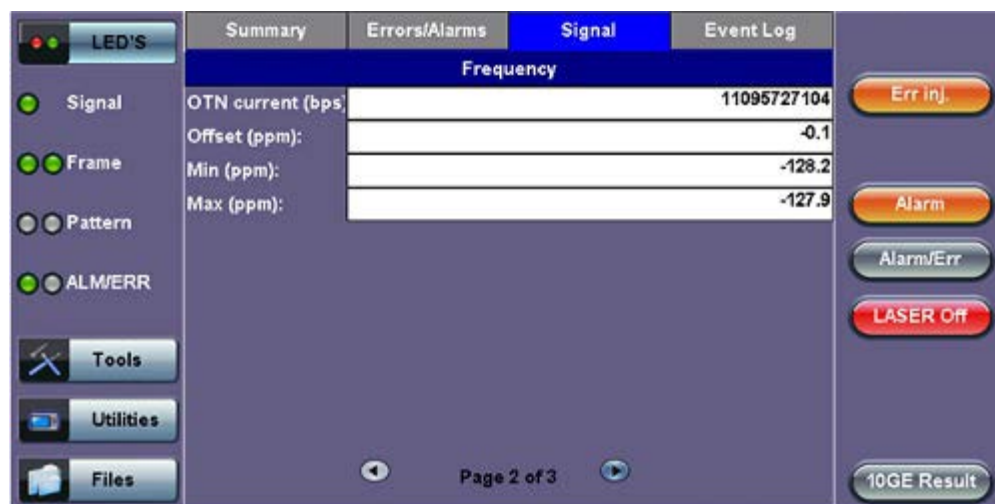 LED'S
Summary
Errors/Alarms
Signal
Event Log
Frequency
Signal
Frame
Pattern
ALM/ERR
Tools
Utilities
Files
OTN current (bps)
11095727104
Offset (ppm):
-0.1
Min (ppm):
-128.2
Max (ppm):
-127.9
Page 2 of 3
Err inj.
Alarm
Alarm/Err
LASER Off
10GE Result